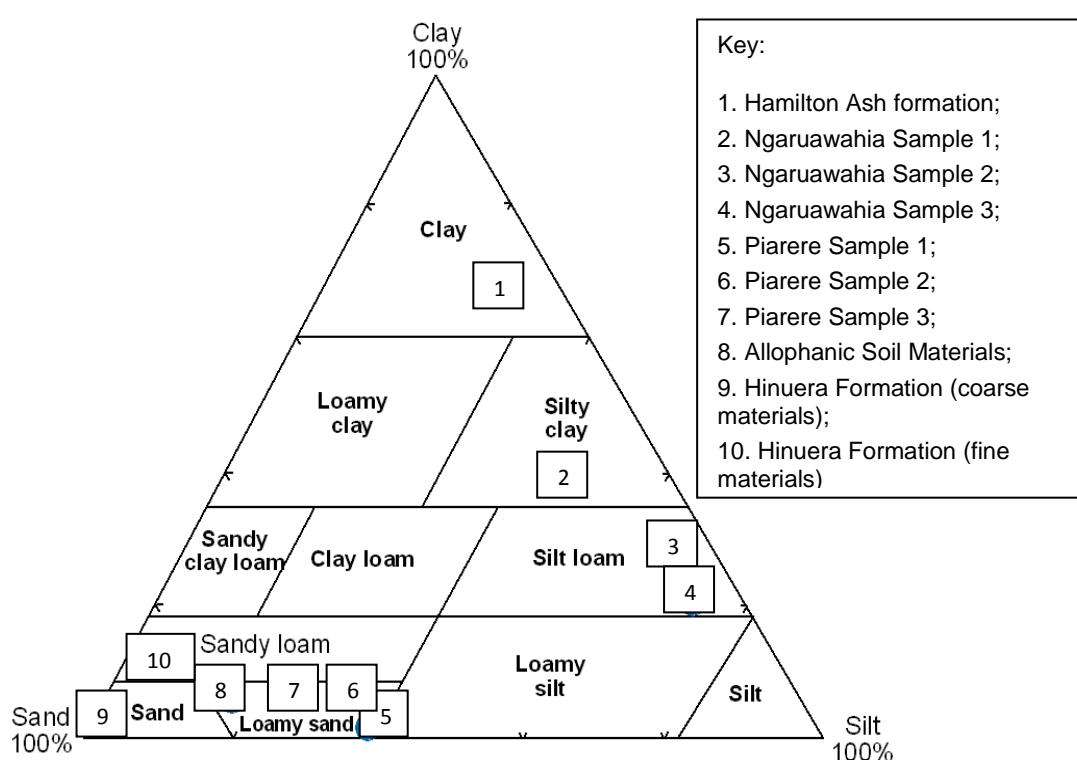 Clay
100%
Key:
1. Hamilton Ash formation;
2. Ngaruawahia Sample 1;
3. Ngaruawahia Sample 2;
4. Ngaruawahia Sample 3;
5. Piarere Sample 1;
6. Piarere Sample 2;
7. Piarere Sample 3;
8. Allophanic Soil Materials;
9. Hinuera Formation (coarse
materials);
10. Hinuera Formation (fine
materials)
Clay
1
Loamy
clay
Silty
clay
2
Sandy
clay loam
Clay loam
Silt loam
3
4
10
Sandy loam
Loamy
silt
Silt
9
Sand
8
7
6
5
Loamy sand
Sand
100%
Silt
100%